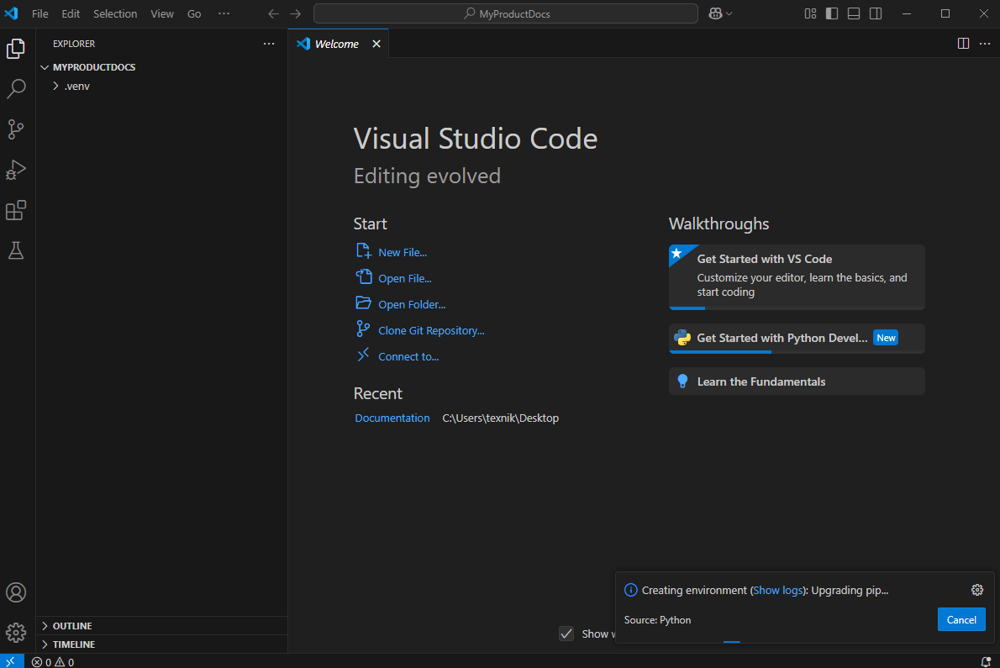 File Edit Selection View Go ···
MyProductDocs
EXPLORER
Welcome
MYPRODUCTDOCS
.venv
Visual Studio Code
Editing evolved
Start
New File...
Open File...
Open Folder...
Clone Git Repository...
Connect to...
Recent
Documentation C:\Users\texnik\Desktop
Walkthroughs
Get Started with VS Code
Customize your editor, learn the basics, and
start coding
Get Started with Python Devel... New
Learn the Fundamentals
Creating environment (Show logs): Upgrading pip...
Source: Python
Cancel
Show
OUTLINE
TIMELINE
0 0